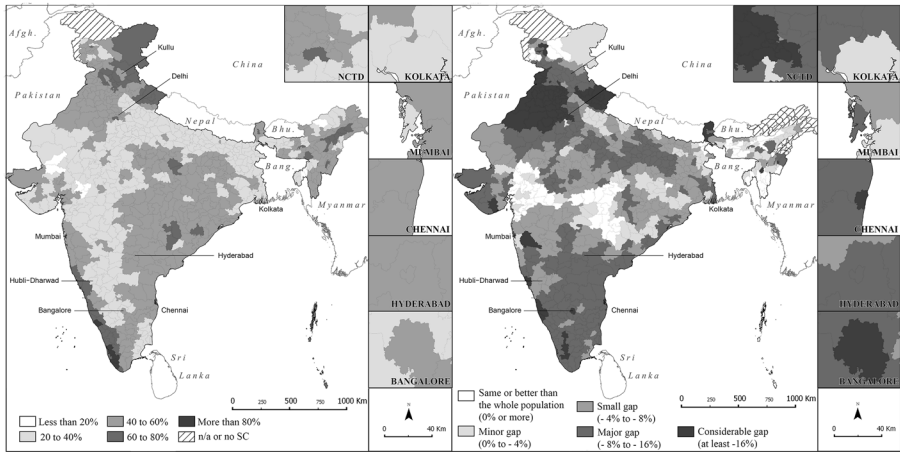 Afgh.
Kullu
Delhi
China
Pakistan
Nepal
Bhu.
Bang.
Myanmar
Kolkata
Mumbai
Hyderabad
Hubli-Dharwad
Bangalore
Chennai
Sri
Lanka
NCTD
KOLKATA
MUMBAI
CHENNAI
HYDERABAD
BANGALORE
Less than 20%
20 to 40%
40 to 60%
60 to 80%
More than 80%
n/a or no SC
0 250 500 1000 Km
N
0 40 Km
Afgh.
Kullu
Delhi
China
Pakistan
Nepal
Bhu.
Bang.
Myanmar
Kolkata
Mumbai
Hyderabad
Hubli-Dharwad
Bangalore
Chennai
Sri
Lanka
NCTD
KOLKATA
MUMBAI
CHENNAI
HYDERABAD
BANGALORE
Same or better than
the whole population
(0% or more)
Minor gap
(0% to - 4%)
Small gap
(- 4% to - 8%)
Major gap
(- 8% to - 16%)
Considerable gap
(at least -16%)
0 250 500 1000 Km
N
0 40 Km